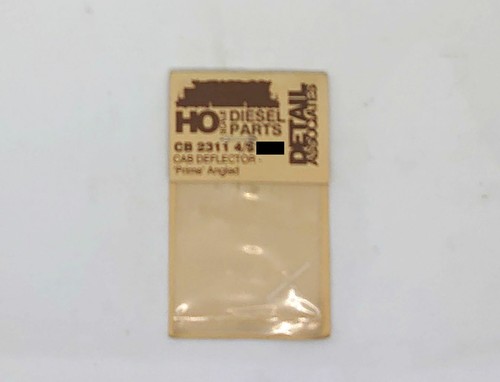 HO SCALE DIESEL PARTS
DETAIL ASSOCIATES
CB 2311 4/$
CAB DEFLECTOR -
'Prime' Angled